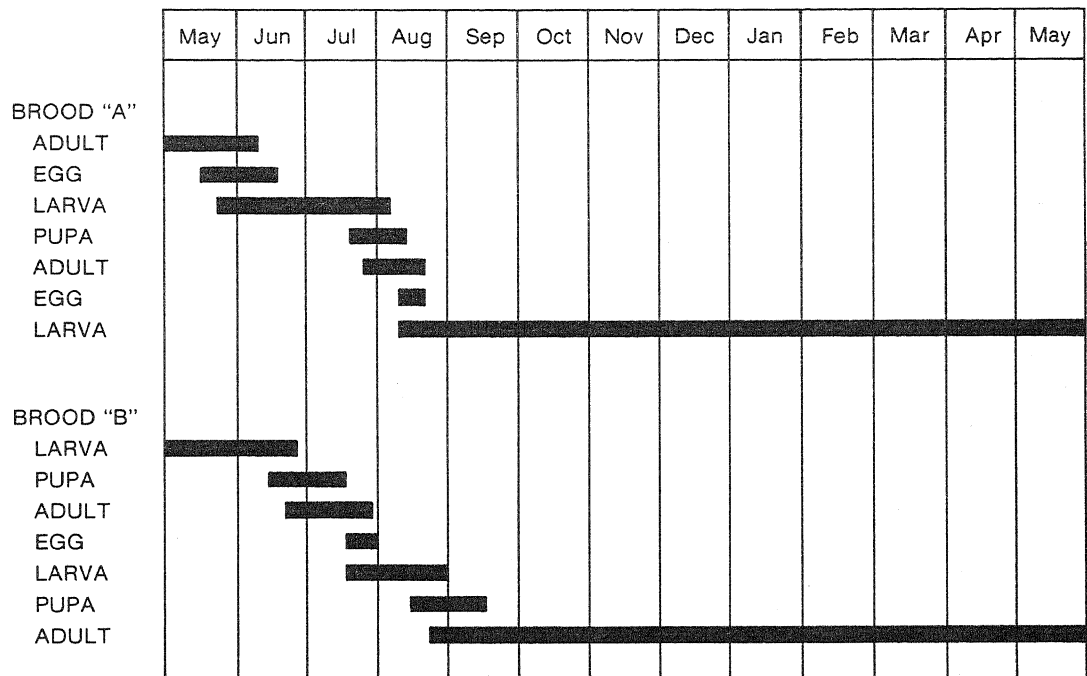 May Jun Jul Aug Sep Oct Nov Dec Jan Feb Mar Apr May
BROOD “A”
ADULT
EGG
LARVA
PUPA
ADULT
EGG
LARVA
BROOD “B”
LARVA
PUPA
ADULT
EGG
LARVA
PUPA
ADULT